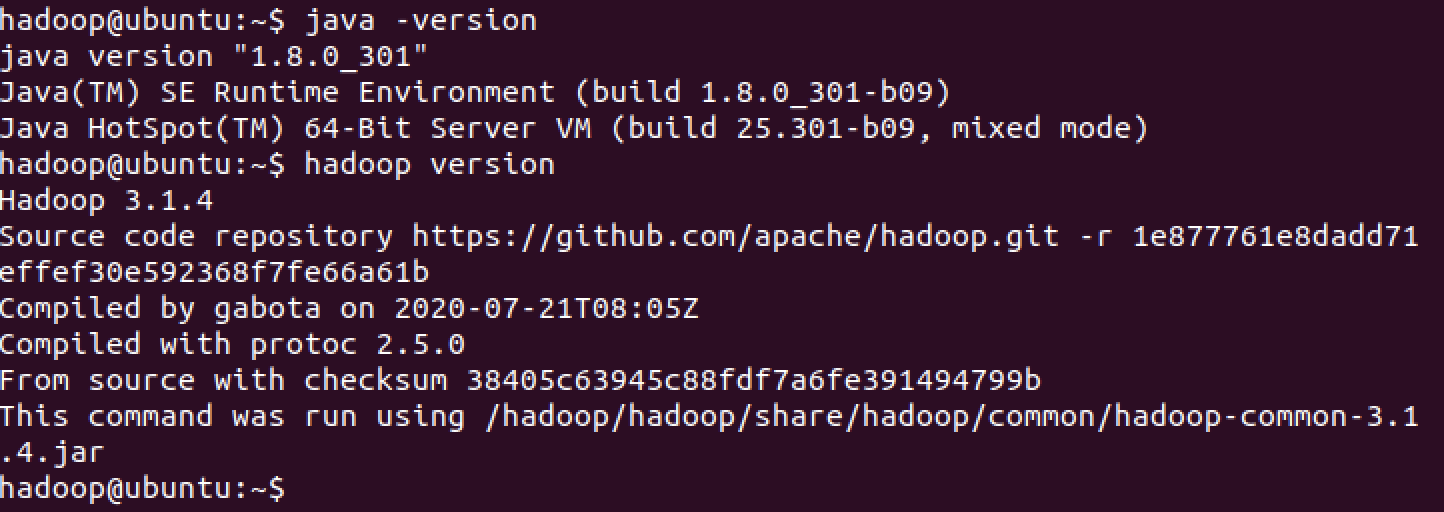 hadoop@ubuntu:~$ java -version
java version "1.8.0_301"
Java(TM) SE Runtime Environment (build 1.8.0_301-b09)
Java HotSpot(TM) 64-Bit Server VM (build 25.301-b09, mixed mode)
hadoop@ubuntu:~$ hadoop version
Hadoop 3.1.4
Source code repository https://github.com/apache/hadoop.git -r 1e877761e8dadd71
effef30e592368f7fe66a61b
Compiled by gabota on 2020-07-21T08:05Z
Compiled with protoc 2.5.0
From source with checksum 38405c63945c88fdf7a6fe391494799b
This command was run using /hadoop/hadoop/share/hadoop/common/hadoop-common-3.1
.4.jar
hadoop@ubuntu:~$